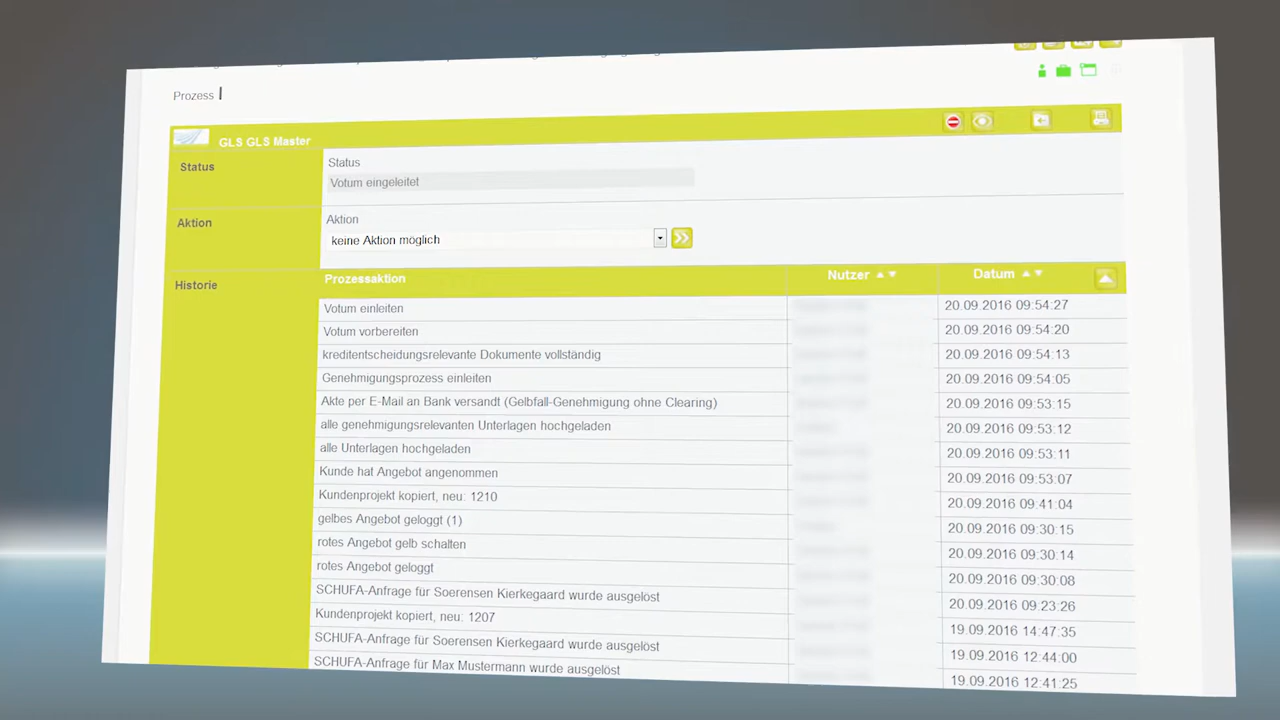 Prozess
GLS GLS Master
Status
Status
Votum eingeleitet
Aktion
Aktion
keine Aktion möglich
Historie
Prozessaktion Nutzer Datum
Votum einleiten 20.09.2016 09:54:27
Votum vorbereiten 20.09.2016 09:54:20
kreditentscheidungsrelevante Dokumente vollständig 20.09.2016 09:54:13
Genehmigungsprozess einleiten 20.09.2016 09:54:05
Akte per E-Mail an Bank versandt (Gelbfall-Genehmigung ohne Clearing) 20.09.2016 09:53:15
alle genehmigungsrelevanten Unterlagen hochgeladen 20.09.2016 09:53:12
alle Unterlagen hochgeladen 20.09.2016 09:53:11
Kunde hat Angebot angenommen 20.09.2016 09:53:07
Kundenprojekt kopiert, neu: 1210 20.09.2016 09:41:04
gelbes Angebot geloggt (1) 20.09.2016 09:30:15
rotes Angebot gelb schalten 20.09.2016 09:30:14
rotes Angebot geloggt 20.09.2016 09:30:08
SCHUFA-Anfrage für Soerensen Kierkegaard wurde ausgelöst 20.09.2016 09:23:26
Kundenprojekt kopiert, neu: 1207 19.09.2016 14:47:35
SCHUFA-Anfrage für Soerensen Kierkegaard wurde ausgelöst 19.09.2016 12:44:00
SCHUFA-Anfrage für Max Mustermann wurde ausgelöst 19.09.2016 12:41:25